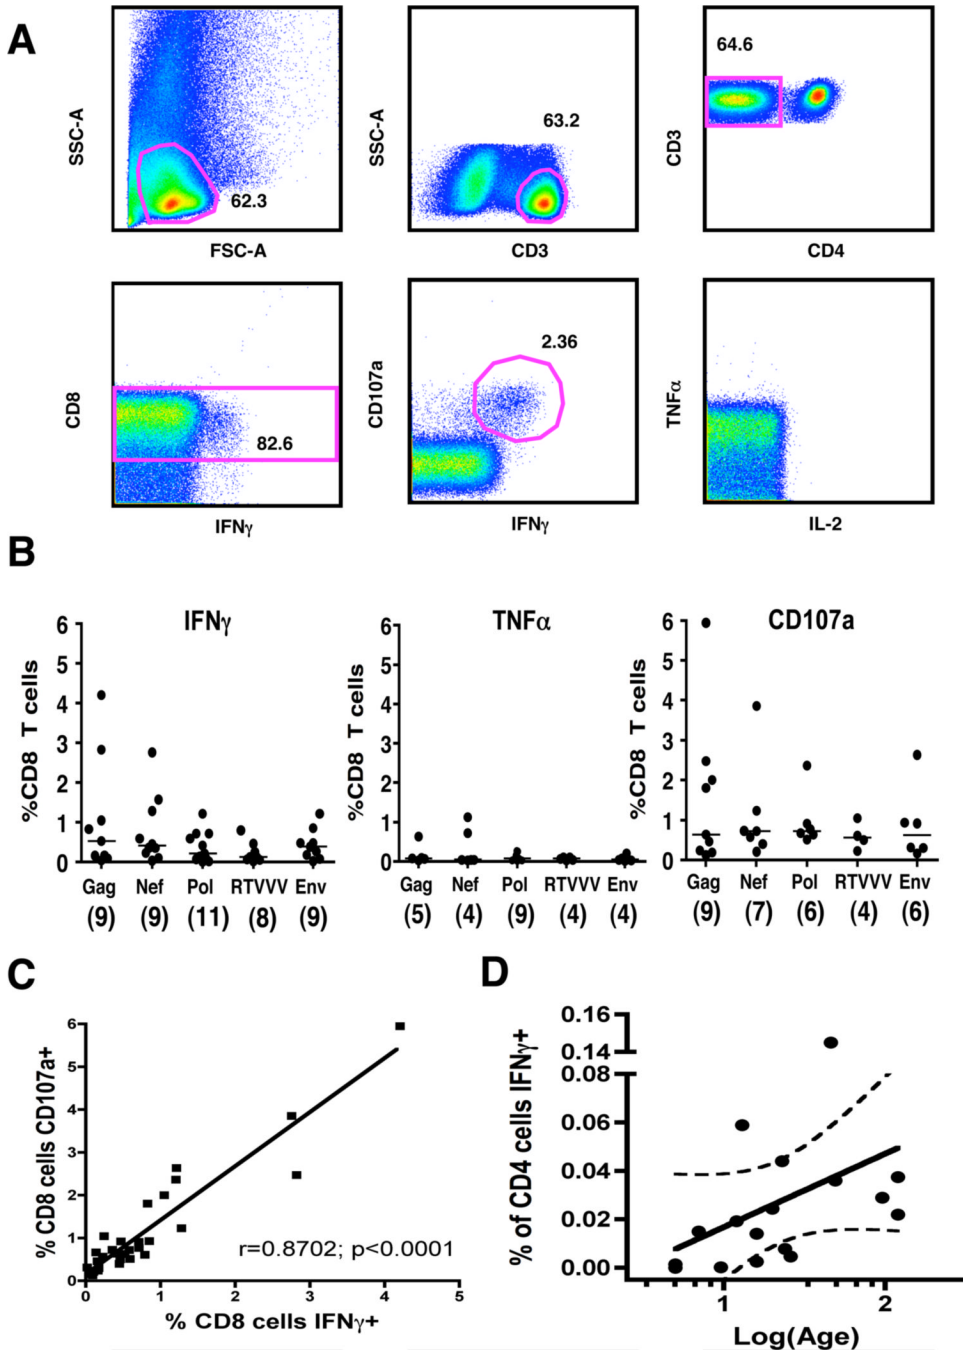 A
SSC-A
62.3
FSC-A
SSC-A
63.2
CD3
64.6
CD3
CD4
CD8
82.6
IFNγ
CD107a
2.36
IFNγ
TNFα
IL-2
B
IFNγ
%CD8 T cells
6
5
4
3
2
1
0
Gag Nef Pol RTVVV Env
(9) (9) (11) (8) (9)
TNFα
%CD8 T cells
6
5
4
3
2
1
0
Gag Nef Pol RTVVV Env
(5) (4) (9) (4) (4)
CD107a
%CD8 T cells
6
5
4
3
2
1
0
Gag Nef Pol RTVVV Env
(9) (7) (6) (4) (6)
C
% CD8 cells CD107a+
6
5
4
3
2
1
0
r=0.8702; p<0.0001
0 1 2 3 4 5
% CD8 cells IFNγ+
D
% of CD4 cells IFNγ+
0.16
0.14
0.08
0.06
0.04
0.02
0.00
1 2
Log(Age)